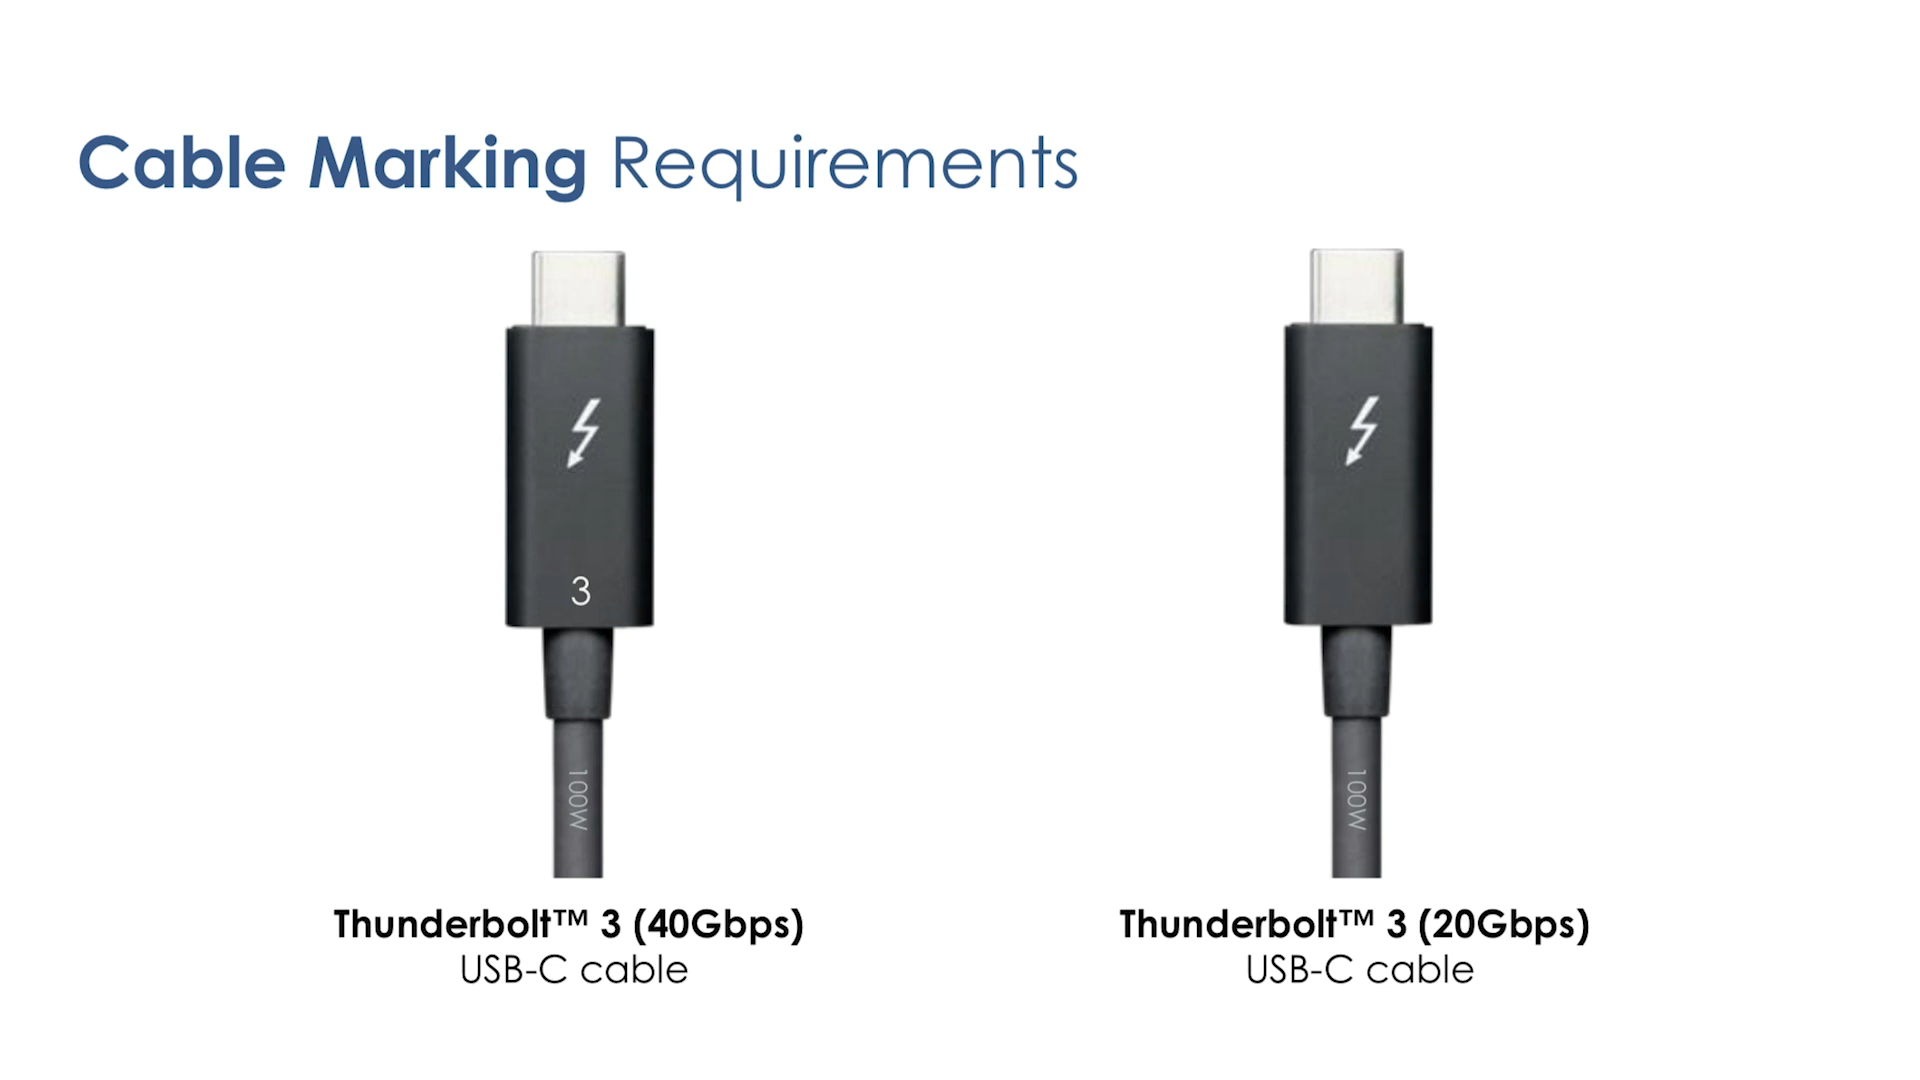 Cable Marking Requirements
3
100W
100W
Thunderbolt™ 3 (40Gbps)
USB-C cable
Thunderbolt™ 3 (20Gbps)
USB-C cable